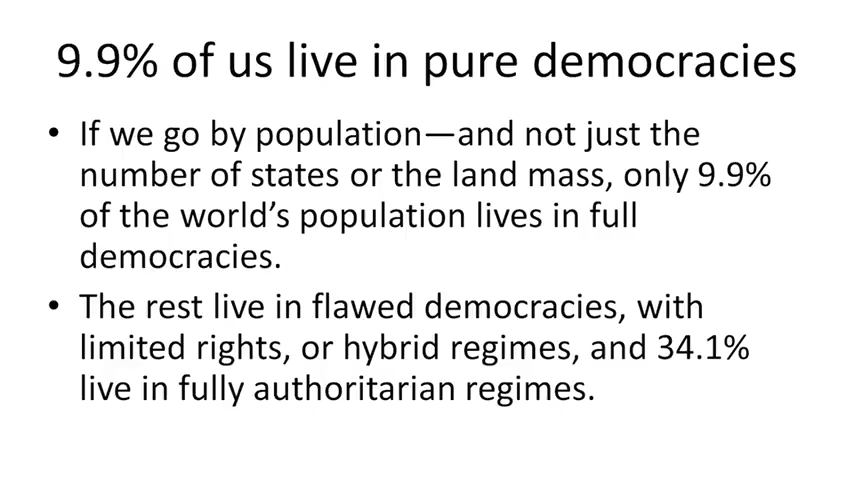 9.9% of us live in pure democracies
• If we go by population—and not just the
number of states or the land mass, only 9.9%
of the world's population lives in full
democracies.
• The rest live in flawed democracies, with
limited rights, or hybrid regimes, and 34.1%
live in fully authoritarian regimes.